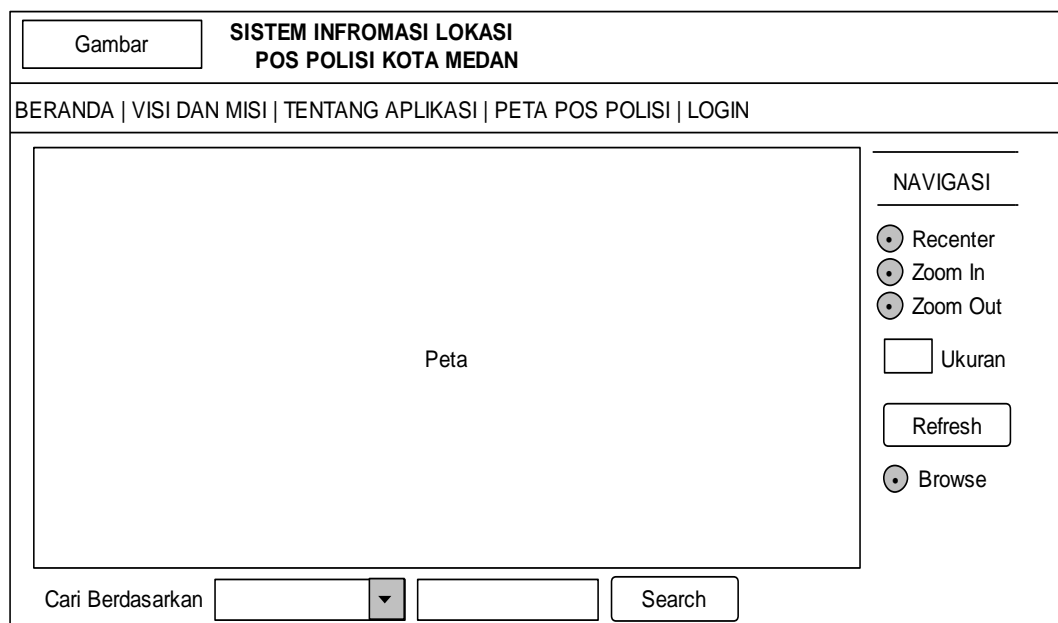 Gambar
SISTEM INFROMASI LOKASI
POS POLISI KOTA MEDAN
BERANDA | VISI DAN MISI | TENTANG APLIKASI | PETA POS POLISI | LOGIN
Peta
NAVIGASI
Recenter
Zoom In
Zoom Out
Ukuran
Refresh
Browse
Cari Berdasarkan
Search